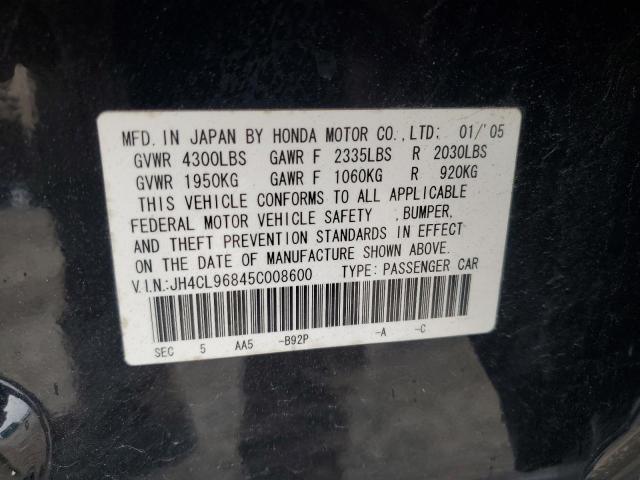 MFD. IN JAPAN BY HONDA MOTOR CO.,LTD: 01/'05
GVWR 4300LBS GAWR F 2335LBS R 2030LBS
GVWR 1950KG GAWR F 1060KG R 920KG
THIS VEHICLE CONFORMS TO ALL APPLICABLE
FEDERAL MOTOR VEHICLE SAFETY ,BUMPER,
AND THEFT PREVENTION STANDARDS IN EFFECT
ON THE DATE OF MANUFACTURE SHOWN ABOVE.
V.I.N.:JH4CL96845C008600 TYPE: PASSENGER CAR
SEC 5 AA5 -B92P -A -C